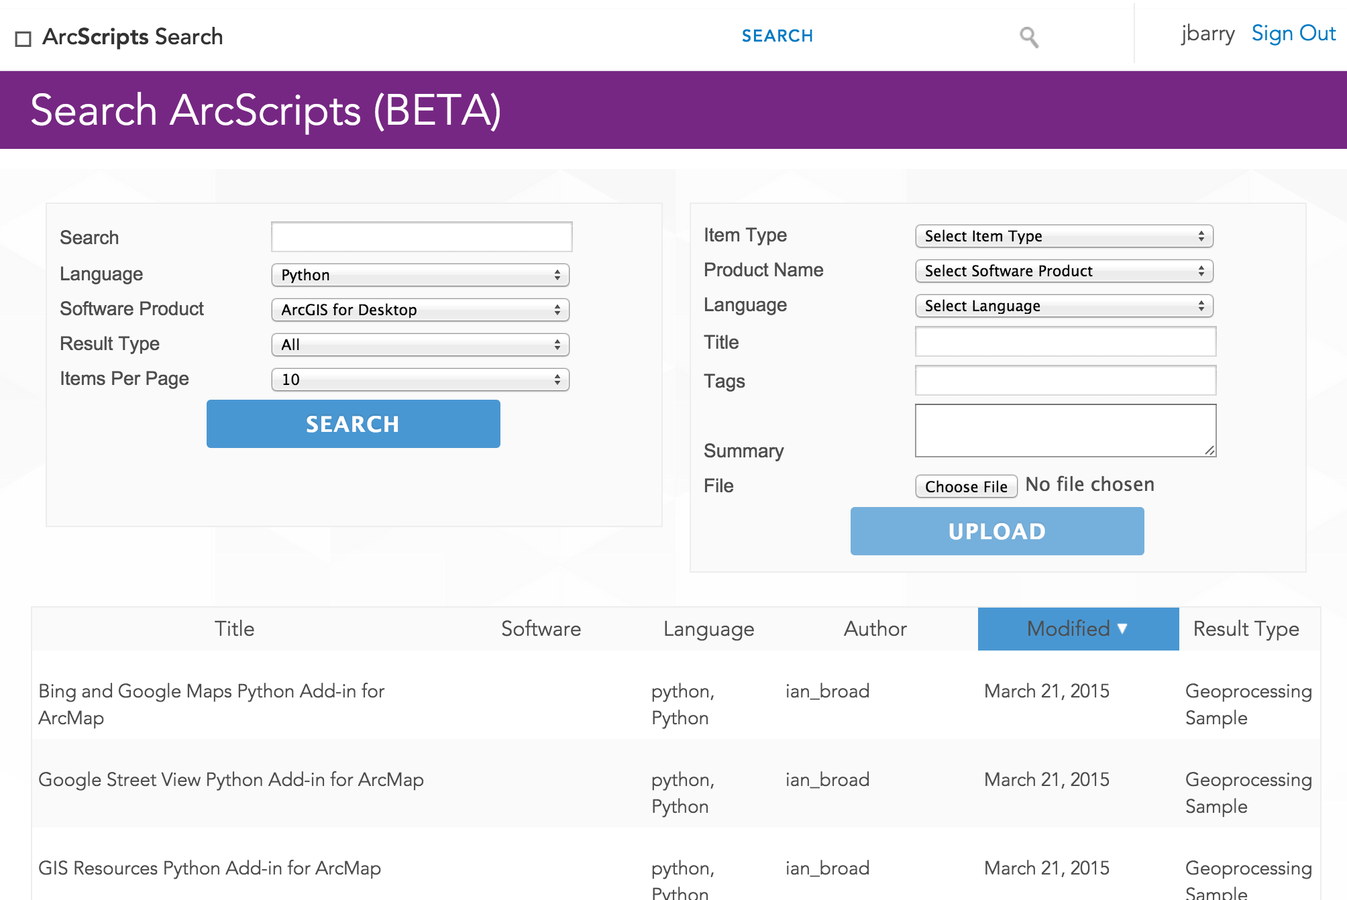 ArcScripts Search
SEARCH
jbarry Sign Out
Search ArcScripts (BETA)
Search
Language Python
Software Product ArcGIS for Desktop
Result Type All
Items Per Page 10
SEARCH
Item Type Select Item Type
Product Name Select Software Product
Language Select Language
Title
Tags
Summary
File Choose File No file chosen
UPLOAD
Title Software Language Author Modified ▼ Result Type
Bing and Google Maps Python Add-in for python, ian_broad March 21, 2015 Geoprocessing
ArcMap Python Sample
Google Street View Python Add-in for ArcMap python, ian_broad March 21, 2015 Geoprocessing
Python Sample
GIS Resources Python Add-in for ArcMap python, ian_broad March 21, 2015 Geoprocessing
Python Sample